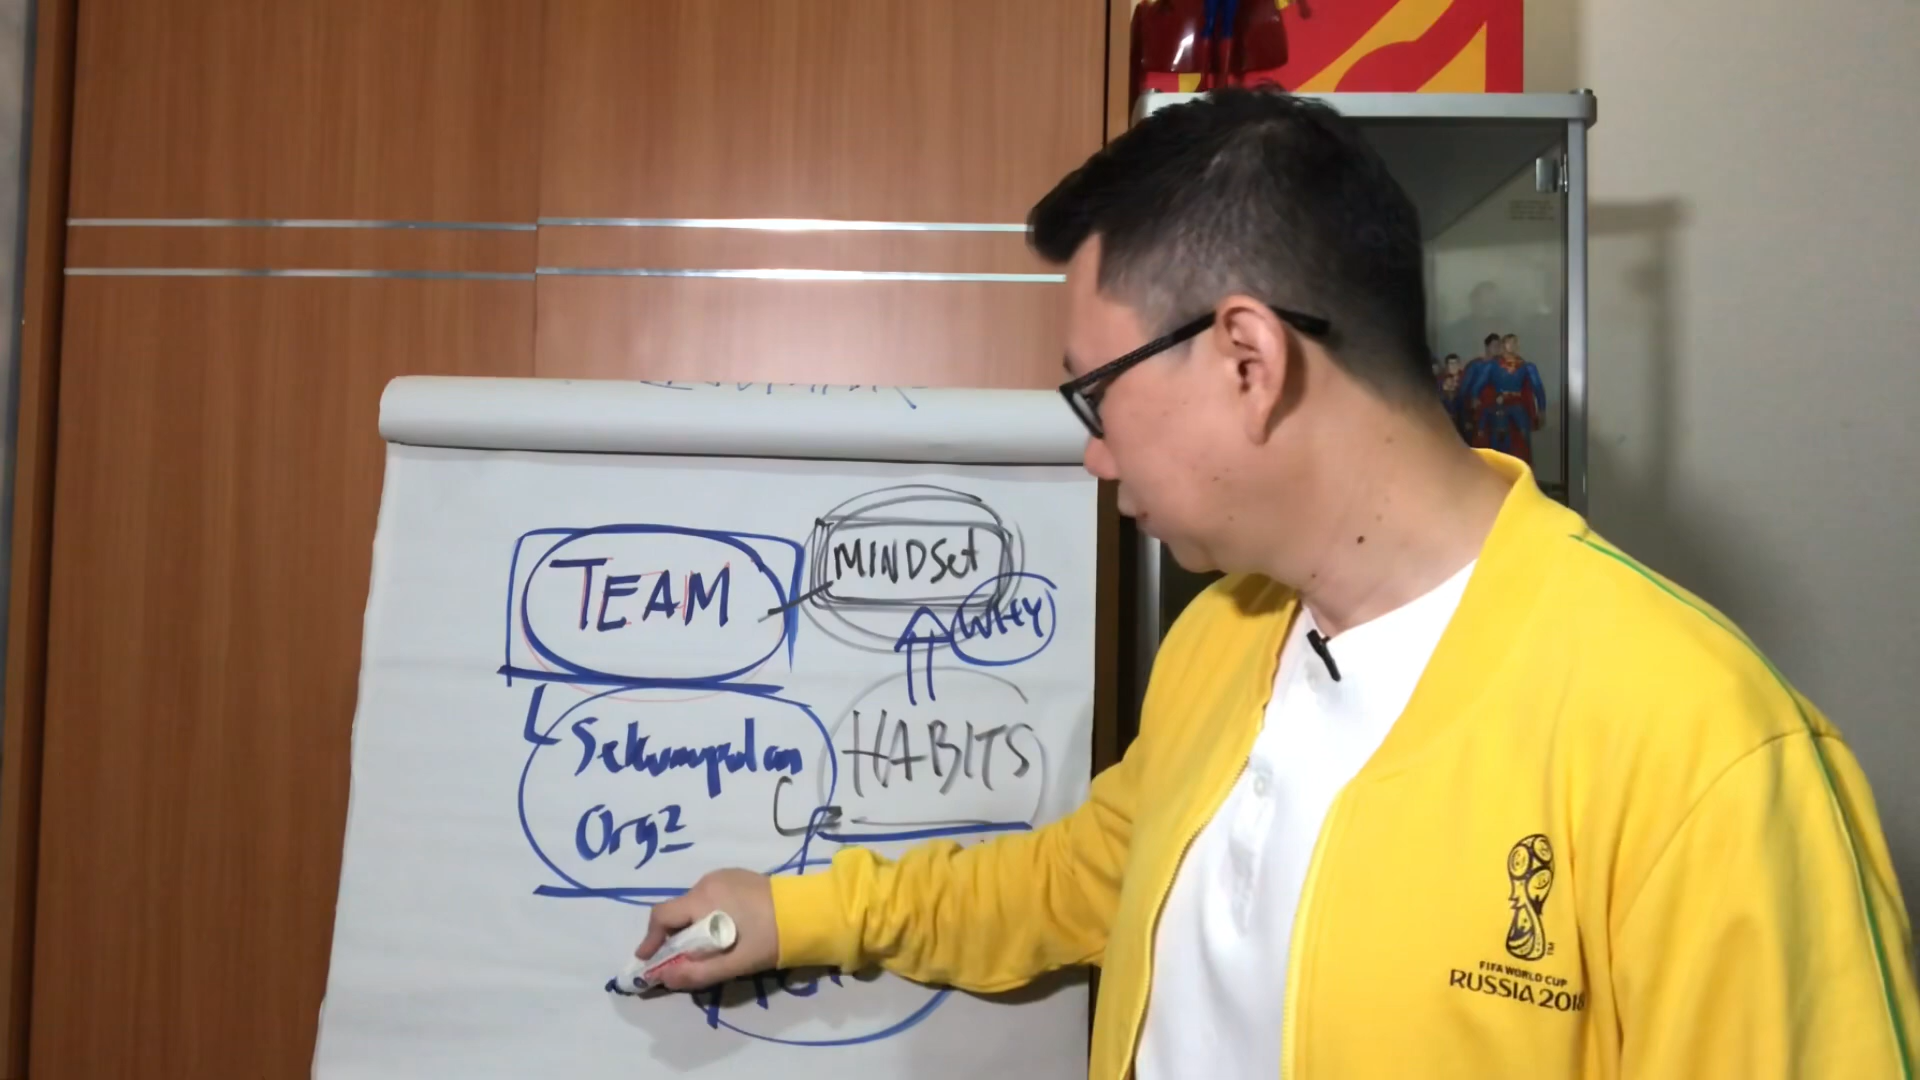 TEAM
MINDSet
WHY
Sekumpulan
Org2
HABITS
FIFA WORLD CUP
RUSSIA 2018